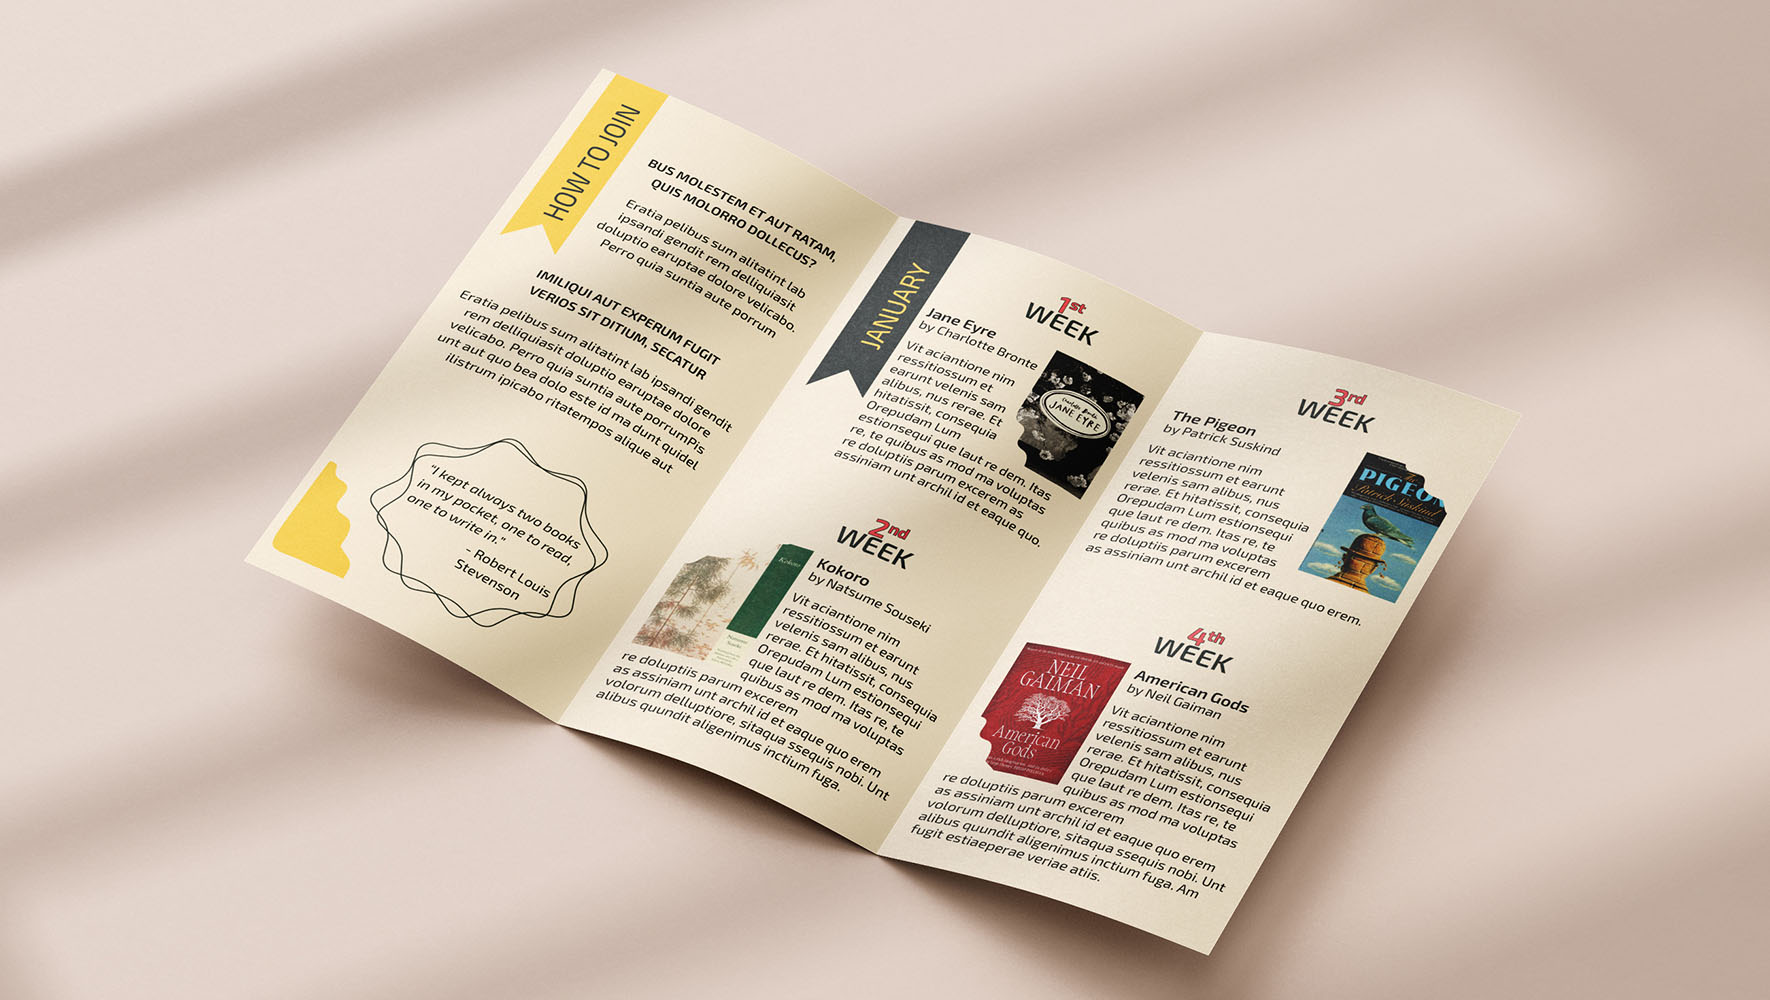 HOW TO JOIN
BUS MOLESTEM ET AUT RATAM,
QUIS MOLORRO DOLLECUS?
Eratia pelibus sum alitatint lab
ipsandi gendit rem delliquiasit
doluptio earuptae dolore velicabo.
Perro quia suntia aute porrum
IMILIQUI AUT EXPERUM FUGIT
VERIOS SIT DITIUM, SECATUR
Eratia pelibus sum alitatint lab ipsandi gendit
rem delliquiasit doluptio earuptae dolore
velicabo. Perro quia suntia aute porrumPis
unt aut quo bea dolo este id ma dunt quidel
ilistrum ipicabo ritatempos alique aut
"I kept always two books
in my pocket, one to read,
one to write in."
- Robert Louis
Stevenson
JANUARY
1st
WEEK
Jane Eyre
by Charlotte Bronte
Vit aciantione nim
ressitiossum et
earunt velenis sam
alibus, nus rerae. Et
hitatissit, consequia
Orepudam Lum
estionsequi que laut re dem. Itas
re, te quibus as mod ma voluptas
re doluptiis parum excerem as
assiniam unt archil id et eaque quo.
Charlotte Brontë
JANE EYRE
2nd
WEEK
Kokoro
Natsume
Sōseki
Kokoro
by Natsume Souseki
Vit aciantione nim
ressitiossum et earunt
velenis sam alibus, nus
rerae. Et hitatissit, consequia
Orepudam Lum estionsequi
que laut re dem. Itas re, te
quibus as mod ma voluptas
re doluptiis parum excerem
as assiniam unt archil id et eaque quo erem
volorum delluptiore, sitaqua ssequis nobi. Unt
alibus quundit aligenimus inctium fuga.
3rd
WEEK
The Pigeon
by Patrick Suskind
Vit aciantione nim
ressitiossum et earunt
velenis sam alibus, nus
rerae. Et hitatissit, consequia
Orepudam Lum estionsequi
que laut re dem. Itas re, te
quibus as mod ma voluptas
re doluptiis parum excerem
as assiniam unt archil id et eaque quo erem.
The
PIGEON
Patrick Süskind
4th
WEEK
NEIL
GAIMAN
American
Gods
American Gods
by Neil Gaiman
Vit aciantione nim
ressitiossum et earunt
velenis sam alibus, nus
rerae. Et hitatissit, consequia
Orepudam Lum estionsequi
que laut re dem. Itas re, te
quibus as mod ma voluptas
re doluptiis parum excerem
as assiniam unt archil id et eaque quo erem
volorum delluptiore, sitaqua ssequis nobi. Unt
alibus quundit aligenimus inctium fuga. Am
fugit estiaeperae veriae atiis.